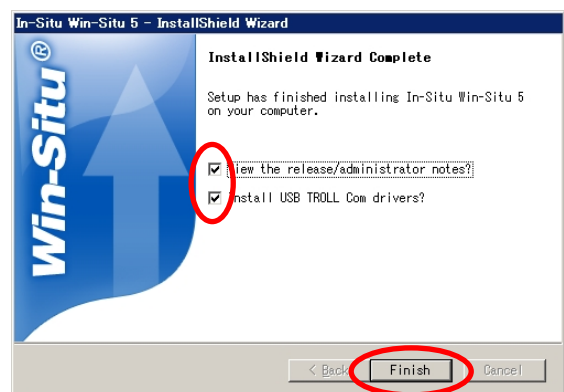 In-Situ Win-Situ 5 - InstallShield Wizard
Win-Situ®
InstallShield Wizard Complete
Setup has finished installing In-Situ Win-Situ 5
on your computer.
View the release/administrator notes?
Install USB TROLL Com drivers?
< Back
Finish
Cancel